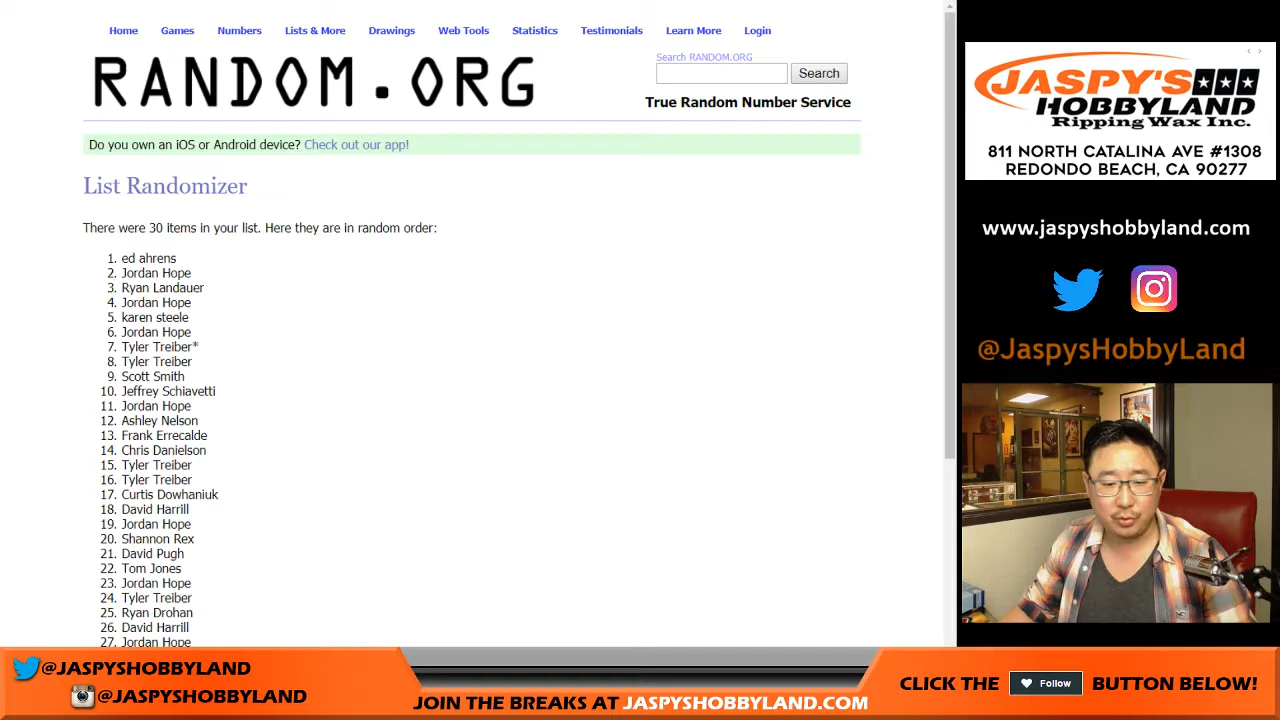 Home Games Numbers Lists & More Drawings Web Tools Statistics Testimonials Learn More Login
RANDOM.ORG
Search RANDOM.ORG
Search
True Random Number Service
Do you own an iOS or Android device? Check out our app!
List Randomizer
There were 30 items in your list. Here they are in random order:
1. ed ahrens
2. Jordan Hope
3. Ryan Landauer
4. Jordan Hope
5. karen steele
6. Jordan Hope
7. Tyler Treiber*
8. Tyler Treiber
9. Scott Smith
10. Jeffrey Schiavetti
11. Jordan Hope
12. Ashley Nelson
13. Frank Errecalde
14. Chris Danielson
15. Tyler Treiber
16. Tyler Treiber
17. Curtis Dowhaniuk
18. David Harrill
19. Jordan Hope
20. Shannon Rex
21. David Pugh
22. Tom Jones
23. Jordan Hope
24. Tyler Treiber
25. Ryan Drohan
26. David Harrill
27. Jordan Hope
JASPY'S
HOBBYLAND
Ripping Wax Inc.
811 NORTH CATALINA AVE #1308
REDONDO BEACH, CA 90277
www.jaspyshobbyland.com
@JaspysHobbyLand
@JASPYSHOBBYLAND
@JASPYSHOBBYLAND
JOIN THE BREAKS AT JASPYSHOBBYLAND.COM
CLICK THE Follow BUTTON BELOW!